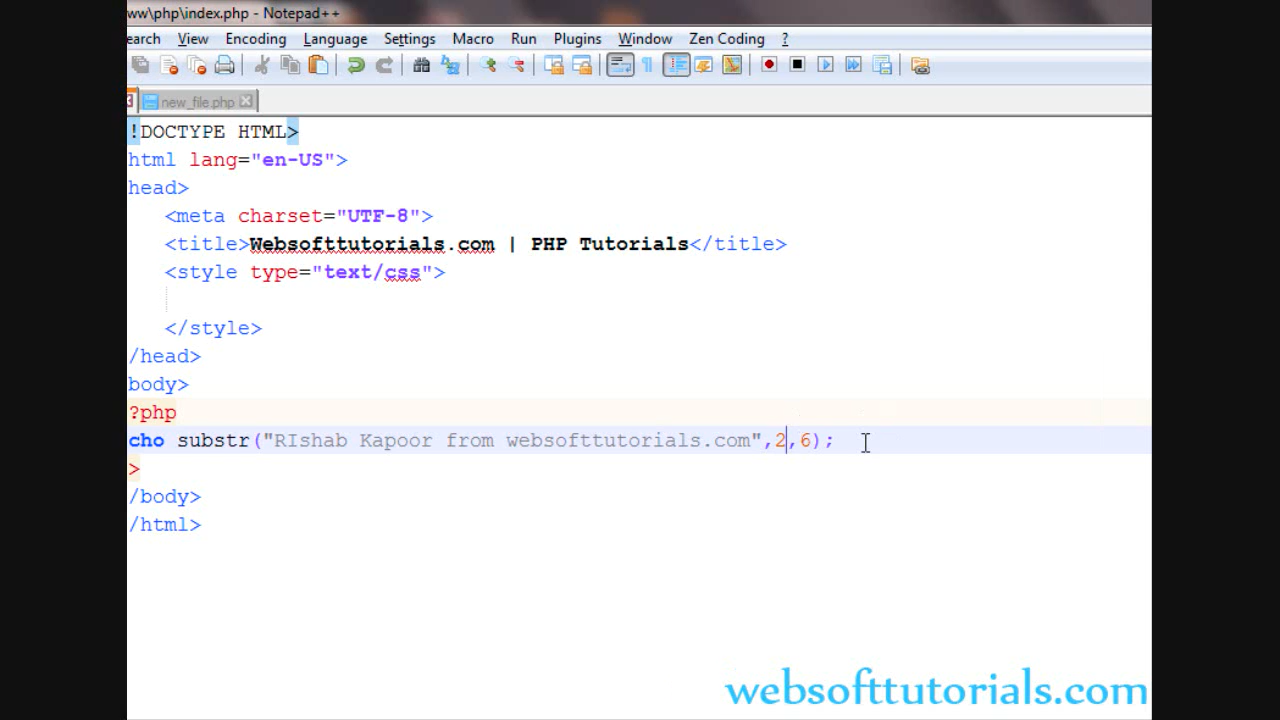 ww\php\index.php - Notepad++
earch View Encoding Language Settings Macro Run Plugins Window Zen Coding ?
new_file.php
!DOCTYPE HTML>
html lang="en-US">
head>
<meta charset="UTF-8">
<title>Websofttutorials.com | PHP Tutorials</title>
<style type="text/css">
</style>
/head>
body>
?php
cho substr("RIshab Kapoor from websofttutorials.com",2,6);
>
/body>
/html>
websofttutorials.com